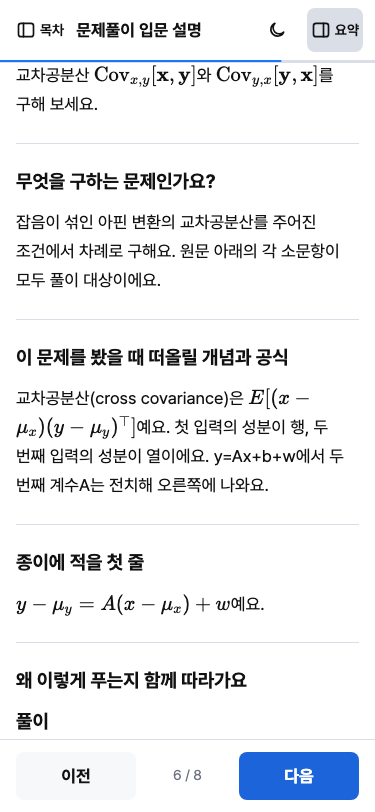 목차 문제풀이 입문 설명 요약
교차공분산 Cov_{x,y}[x, y]와 Cov_{y,x}[y, x]를
구해 보세요.
무엇을 구하는 문제인가요?
잡음이 섞인 아핀 변환의 교차공분산를 주어진
조건에서 차례로 구해요. 원문 아래의 각 소문항이
모두 풀이 대상이에요.
이 문제를 봤을 때 떠올릴 개념과 공식
교차공분산(cross covariance)은 E[(x −
μ_x)(y − μ_y)^⊤]예요. 첫 입력의 성분이 행, 두
번째 입력의 성분이 열이에요. y=Ax+b+w에서 두
번째 계수A는 전치해 오른쪽에 나와요.
종이에 적을 첫 줄
y − μ_y = A(x − μ_x) + w예요.
왜 이렇게 푸는지 함께 따라가요
풀이
이전 6 / 8 다음